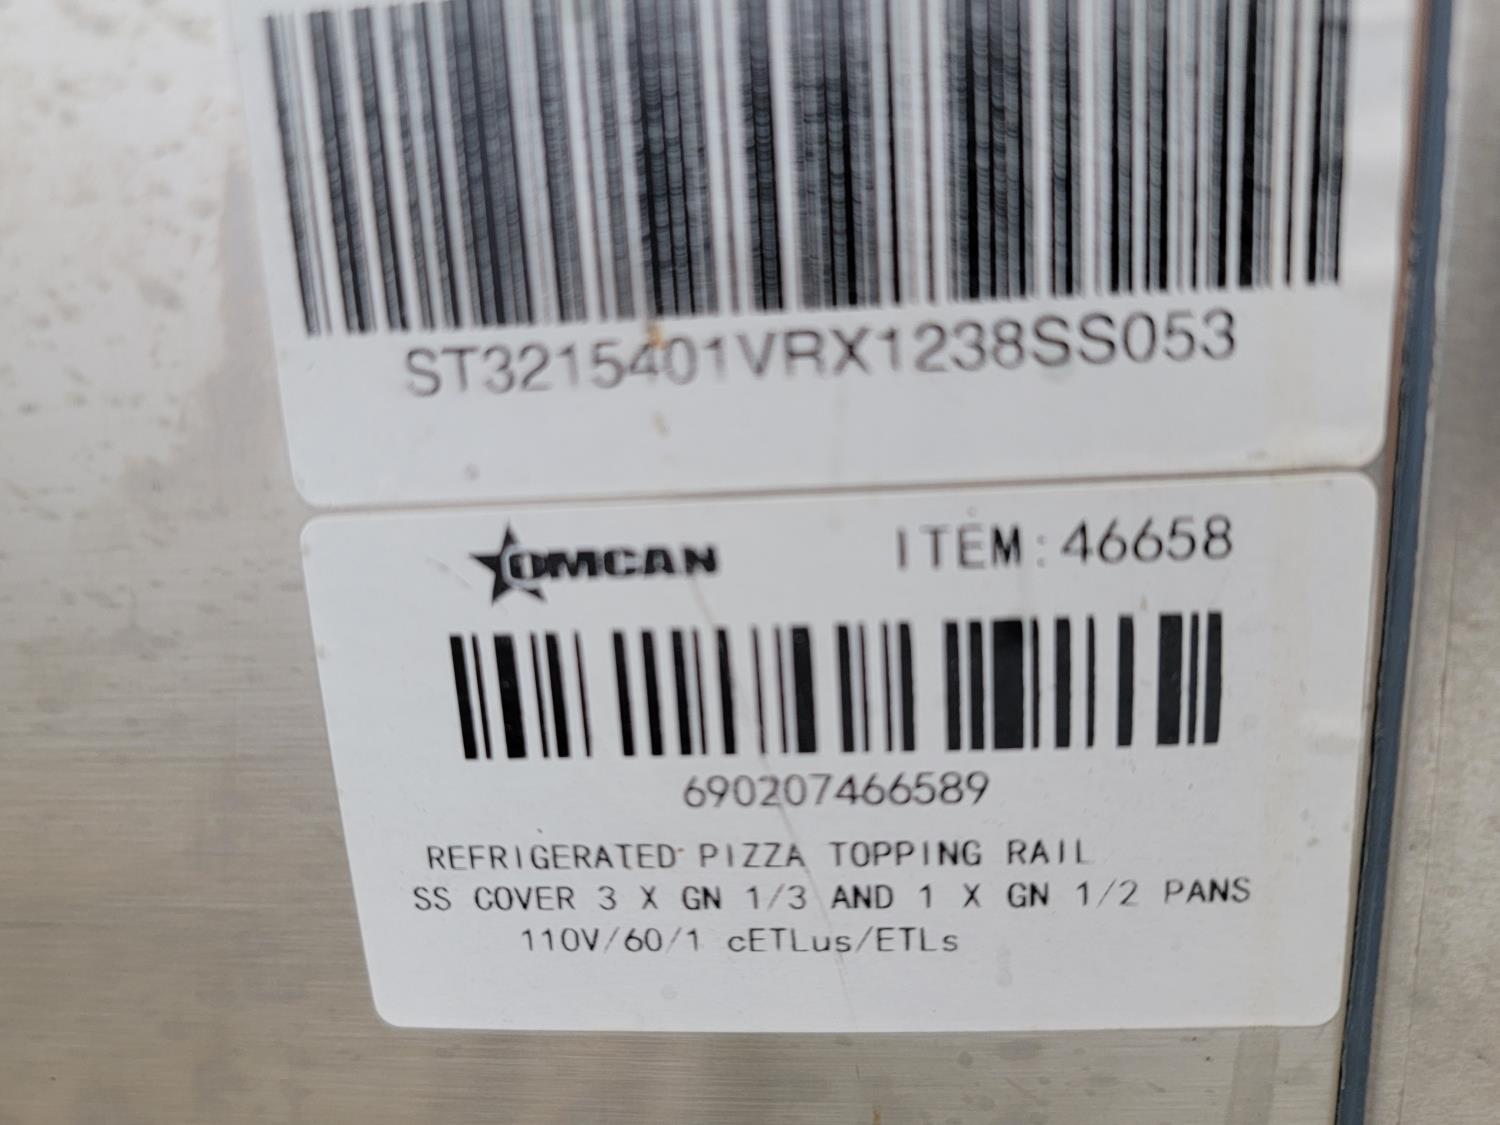 ST3215401VRX1238SS053
OMCAN ITEM:46658
690207466589
REFRIGERATED PIZZA TOPPING RAIL
SS COVER 3 X GN 1/3 AND 1 X GN 1/2 PANS
110V/60/1 cETLus/ETLs